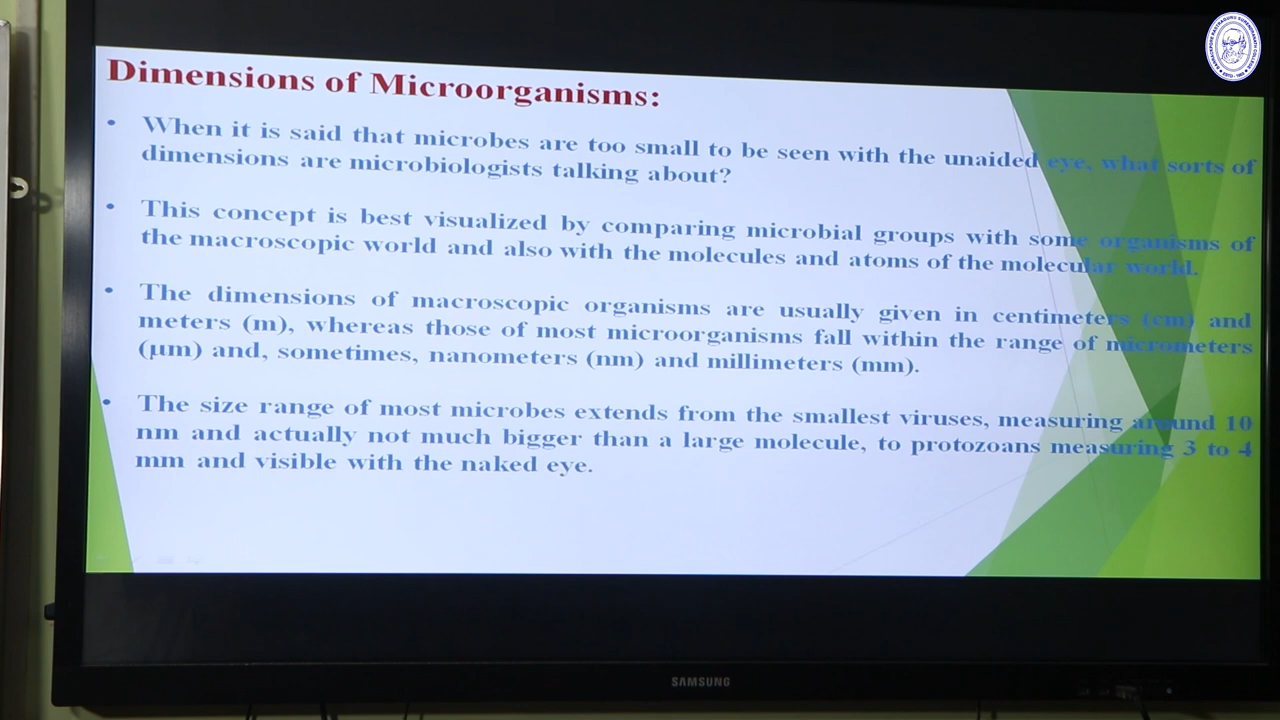 Dimensions of Microorganisms:
• When it is said that microbes are too small to be seen with the unaided eye, what sorts of
dimensions are microbiologists talking about?
• This concept is best visualized by comparing microbial groups with some organisms of
the macroscopic world and also with the molecules and atoms of the molecular world.
• The dimensions of macroscopic organisms are usually given in centimeters (cm) and
meters (m), whereas those of most microorganisms fall within the range of micrometers
(μm) and, sometimes, nanometers (nm) and millimeters (mm).
• The size range of most microbes extends from the smallest viruses, measuring around 10
nm and actually not much bigger than a large molecule, to protozoans measuring 3 to 4
mm and visible with the naked eye.
SAMSUNG